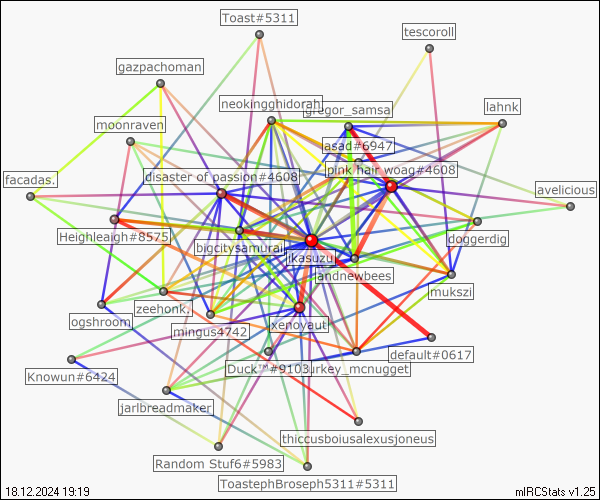 Toast#5311
tescoroll
gazpachoman
neokingghidorah
gregor_samsa
lahnk
moonraven
asad#6947
disaster of passion#4608
pink hair woag#4608
facadas.
avelicious
Heighleaigh#8575
bigcitysamurai
ikasuzu
doggerdig
andnewbees
mukszi
ogshroom
zeehonk.
mingus4742
xenoyaut
default#0617
Knowun#6424
Duck™#9103
urkey_mcnugget
jarlbreadmaker
thiccusboiusalexusjoneus
Random Stuf6#5983
ToastephBroseph5311#5311
18.12.2024 19:19
mIRCStats v1.25